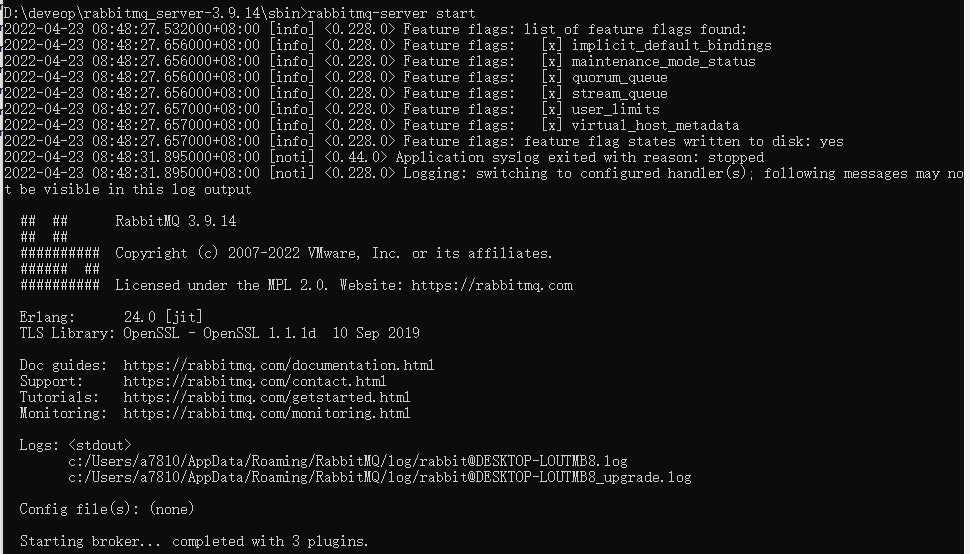 D:\deveop\rabbitmq_server-3.9.14\sbin>rabbitmq-server start
2022-04-23 08:48:27.532000+08:00 [info] <0.228.0> Feature flags: list of feature flags found:
2022-04-23 08:48:27.656000+08:00 [info] <0.228.0> Feature flags:   [x] implicit_default_bindings
2022-04-23 08:48:27.656000+08:00 [info] <0.228.0> Feature flags:   [x] maintenance_mode_status
2022-04-23 08:48:27.656000+08:00 [info] <0.228.0> Feature flags:   [x] quorum_queue
2022-04-23 08:48:27.656000+08:00 [info] <0.228.0> Feature flags:   [x] stream_queue
2022-04-23 08:48:27.657000+08:00 [info] <0.228.0> Feature flags:   [x] user_limits
2022-04-23 08:48:27.657000+08:00 [info] <0.228.0> Feature flags:   [x] virtual_host_metadata
2022-04-23 08:48:27.657000+08:00 [info] <0.228.0> Feature flags: feature flag states written to disk: yes
2022-04-23 08:48:31.895000+08:00 [noti] <0.44.0> Application syslog exited with reason: stopped
2022-04-23 08:48:31.895000+08:00 [noti] <0.228.0> Logging: switching to configured handler(s); following messages may no
t be visible in this log output
  ##  ##      RabbitMQ 3.9.14
  ##  ##
  ##########  Copyright (c) 2007-2022 VMware, Inc. or its affiliates.
  ######  ##
  ##########  Licensed under the MPL 2.0. Website: https://rabbitmq.com
  Erlang:      24.0 [jit]
  TLS Library: OpenSSL - OpenSSL 1.1.1d  10 Sep 2019
  Doc guides:  https://rabbitmq.com/documentation.html
  Support:     https://rabbitmq.com/contact.html
  Tutorials:   https://rabbitmq.com/getstarted.html
  Monitoring:  https://rabbitmq.com/monitoring.html
  Logs: <stdout>
        c:/Users/a7810/AppData/Roaming/RabbitMQ/log/rabbit@DESKTOP-LOUTMB8.log
        c:/Users/a7810/AppData/Roaming/RabbitMQ/log/rabbit@DESKTOP-LOUTMB8_upgrade.log
  Config file(s): (none)
  Starting broker... completed with 3 plugins.